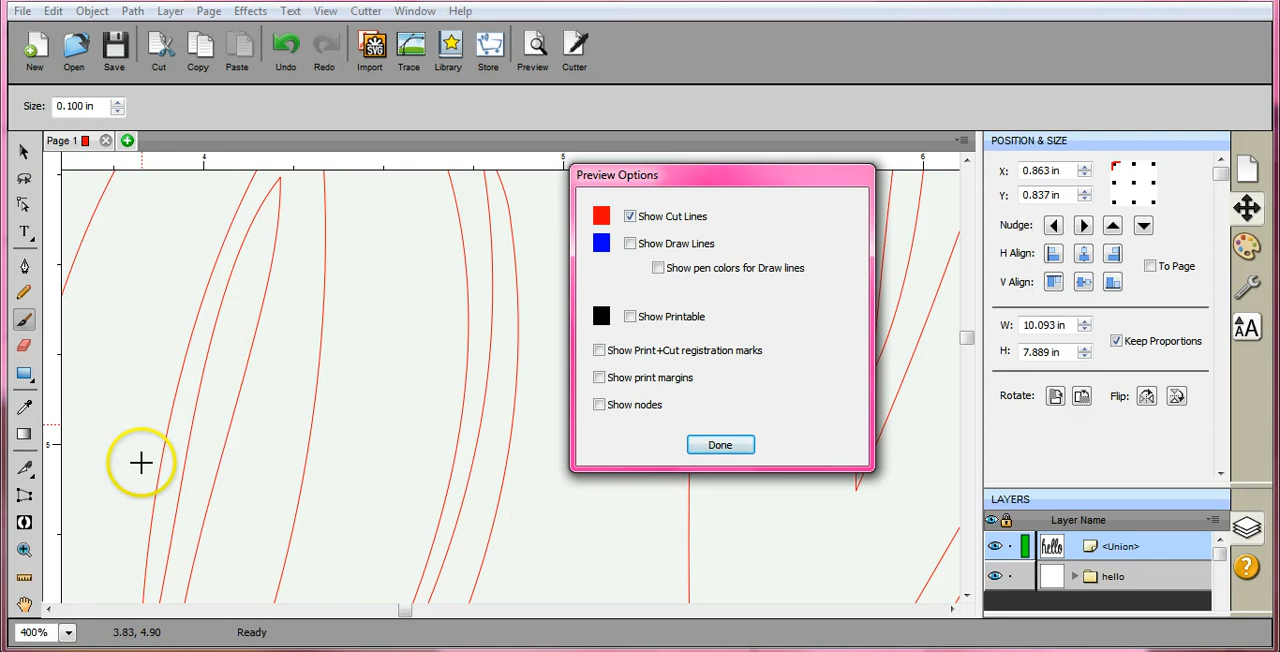 File Edit Object Path Layer Page Effects Text View Cutter Window Help
New Open Save Cut Copy Paste Undo Redo Import Trace Library Store Preview Cutter
SVG
Size: 0.100 in
Page 1
4 5 6
5
T
Preview Options
Show Cut Lines
Show Draw Lines
Show pen colors for Draw lines
Show Printable
Show Print+Cut registration marks
Show print margins
Show nodes
Done
POSITION & SIZE
X: 0.863 in
Y: 0.837 in
Nudge:
H Align:
To Page
V Align:
W: 10.093 in
H: 7.889 in
Keep Proportions
Rotate: Flip:
AA
LAYERS
Layer Name
hello <Union>
hello
?
400% 3.83, 4.90 Ready